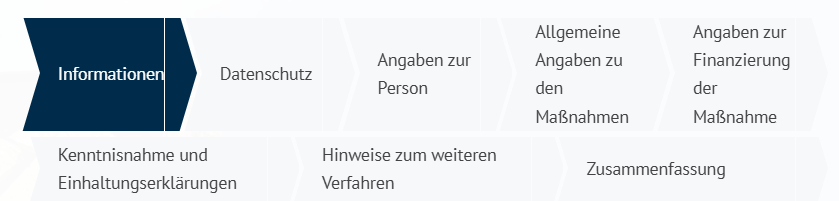 Informationen
Datenschutz
Angaben zur
Person
Allgemeine
Angaben zu
den
Maßnahmen
Angaben zur
Finanzierung
der
Maßnahme
Kenntnisnahme und
Einhaltungserklärungen
Hinweise zum weiteren
Verfahren
Zusammenfassung